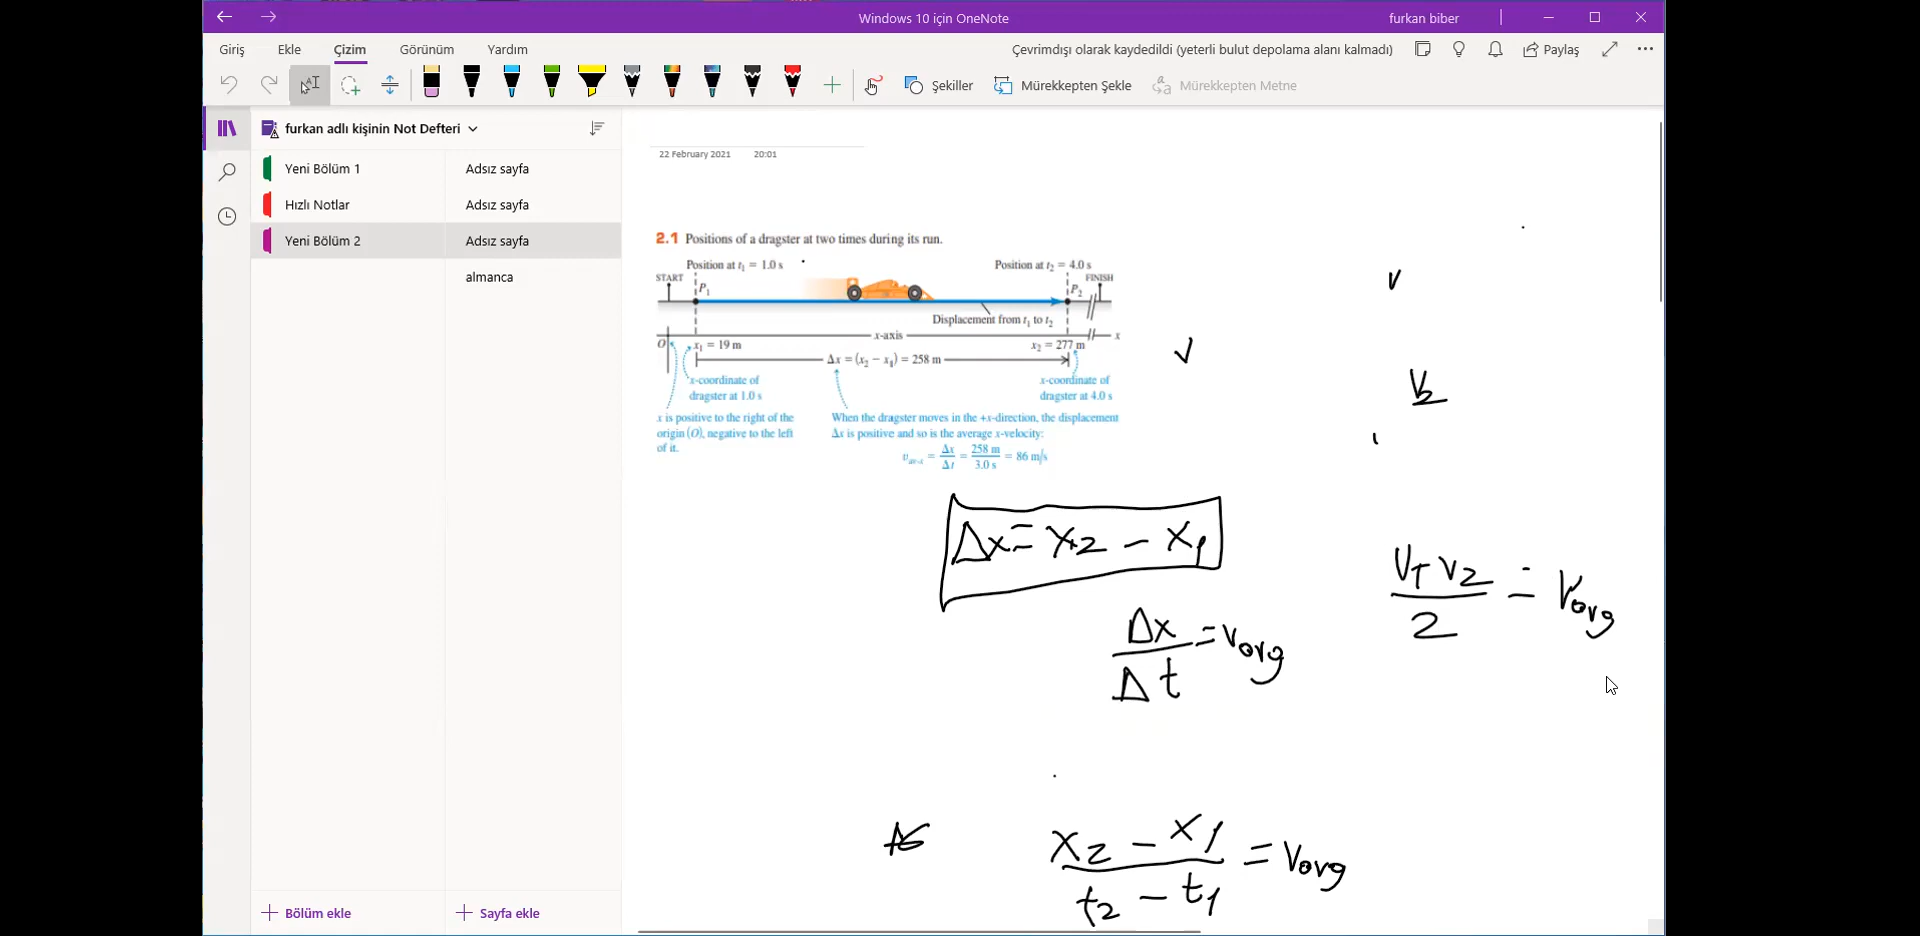 Windows 10 için OneNote
furkan biber
Giriş Ekle Çizim Görünüm Yardım
Çevrimdışı olarak kaydedildi (yeterli bulut depolama alanı kalmadı)
Paylaş
Şekiller
Mürekkepten Şekle
Mürekkepten Metne
furkan adlı kişinin Not Defteri
Yeni Bölüm 1
Hızlı Notlar
Yeni Bölüm 2
Adsız sayfa
Adsız sayfa
Adsız sayfa
almanca
Bölüm ekle
Sayfa ekle
22 February 2021 20:01
2.1 Positions of a dragster at two times during its run.
Position at t₁ = 1.0 s
Position at t₂ = 4.0 s
START
FINISH
P₁
P₂
Displacement from t₁ to t₂
x-axis
x
O
x₁ = 19 m
x₂ = 277 m
Δx = (x₂ − x₁) = 258 m
x-coordinate of
dragster at 1.0 s
x-coordinate of
dragster at 4.0 s
x is positive to the right of the
origin (O), negative to the left
of it.
When the dragster moves in the +x-direction, the displacement
Δx is positive and so is the average x-velocity:
v_av-x = Δx/Δt = 258 m/3.0 s = 86 m/s
v
V
V2
Δx = x2 − x1
Δx/Δt = Vorg
V+V2/2 = Vorg
x2 − x1/t2 − t1 = Vorg